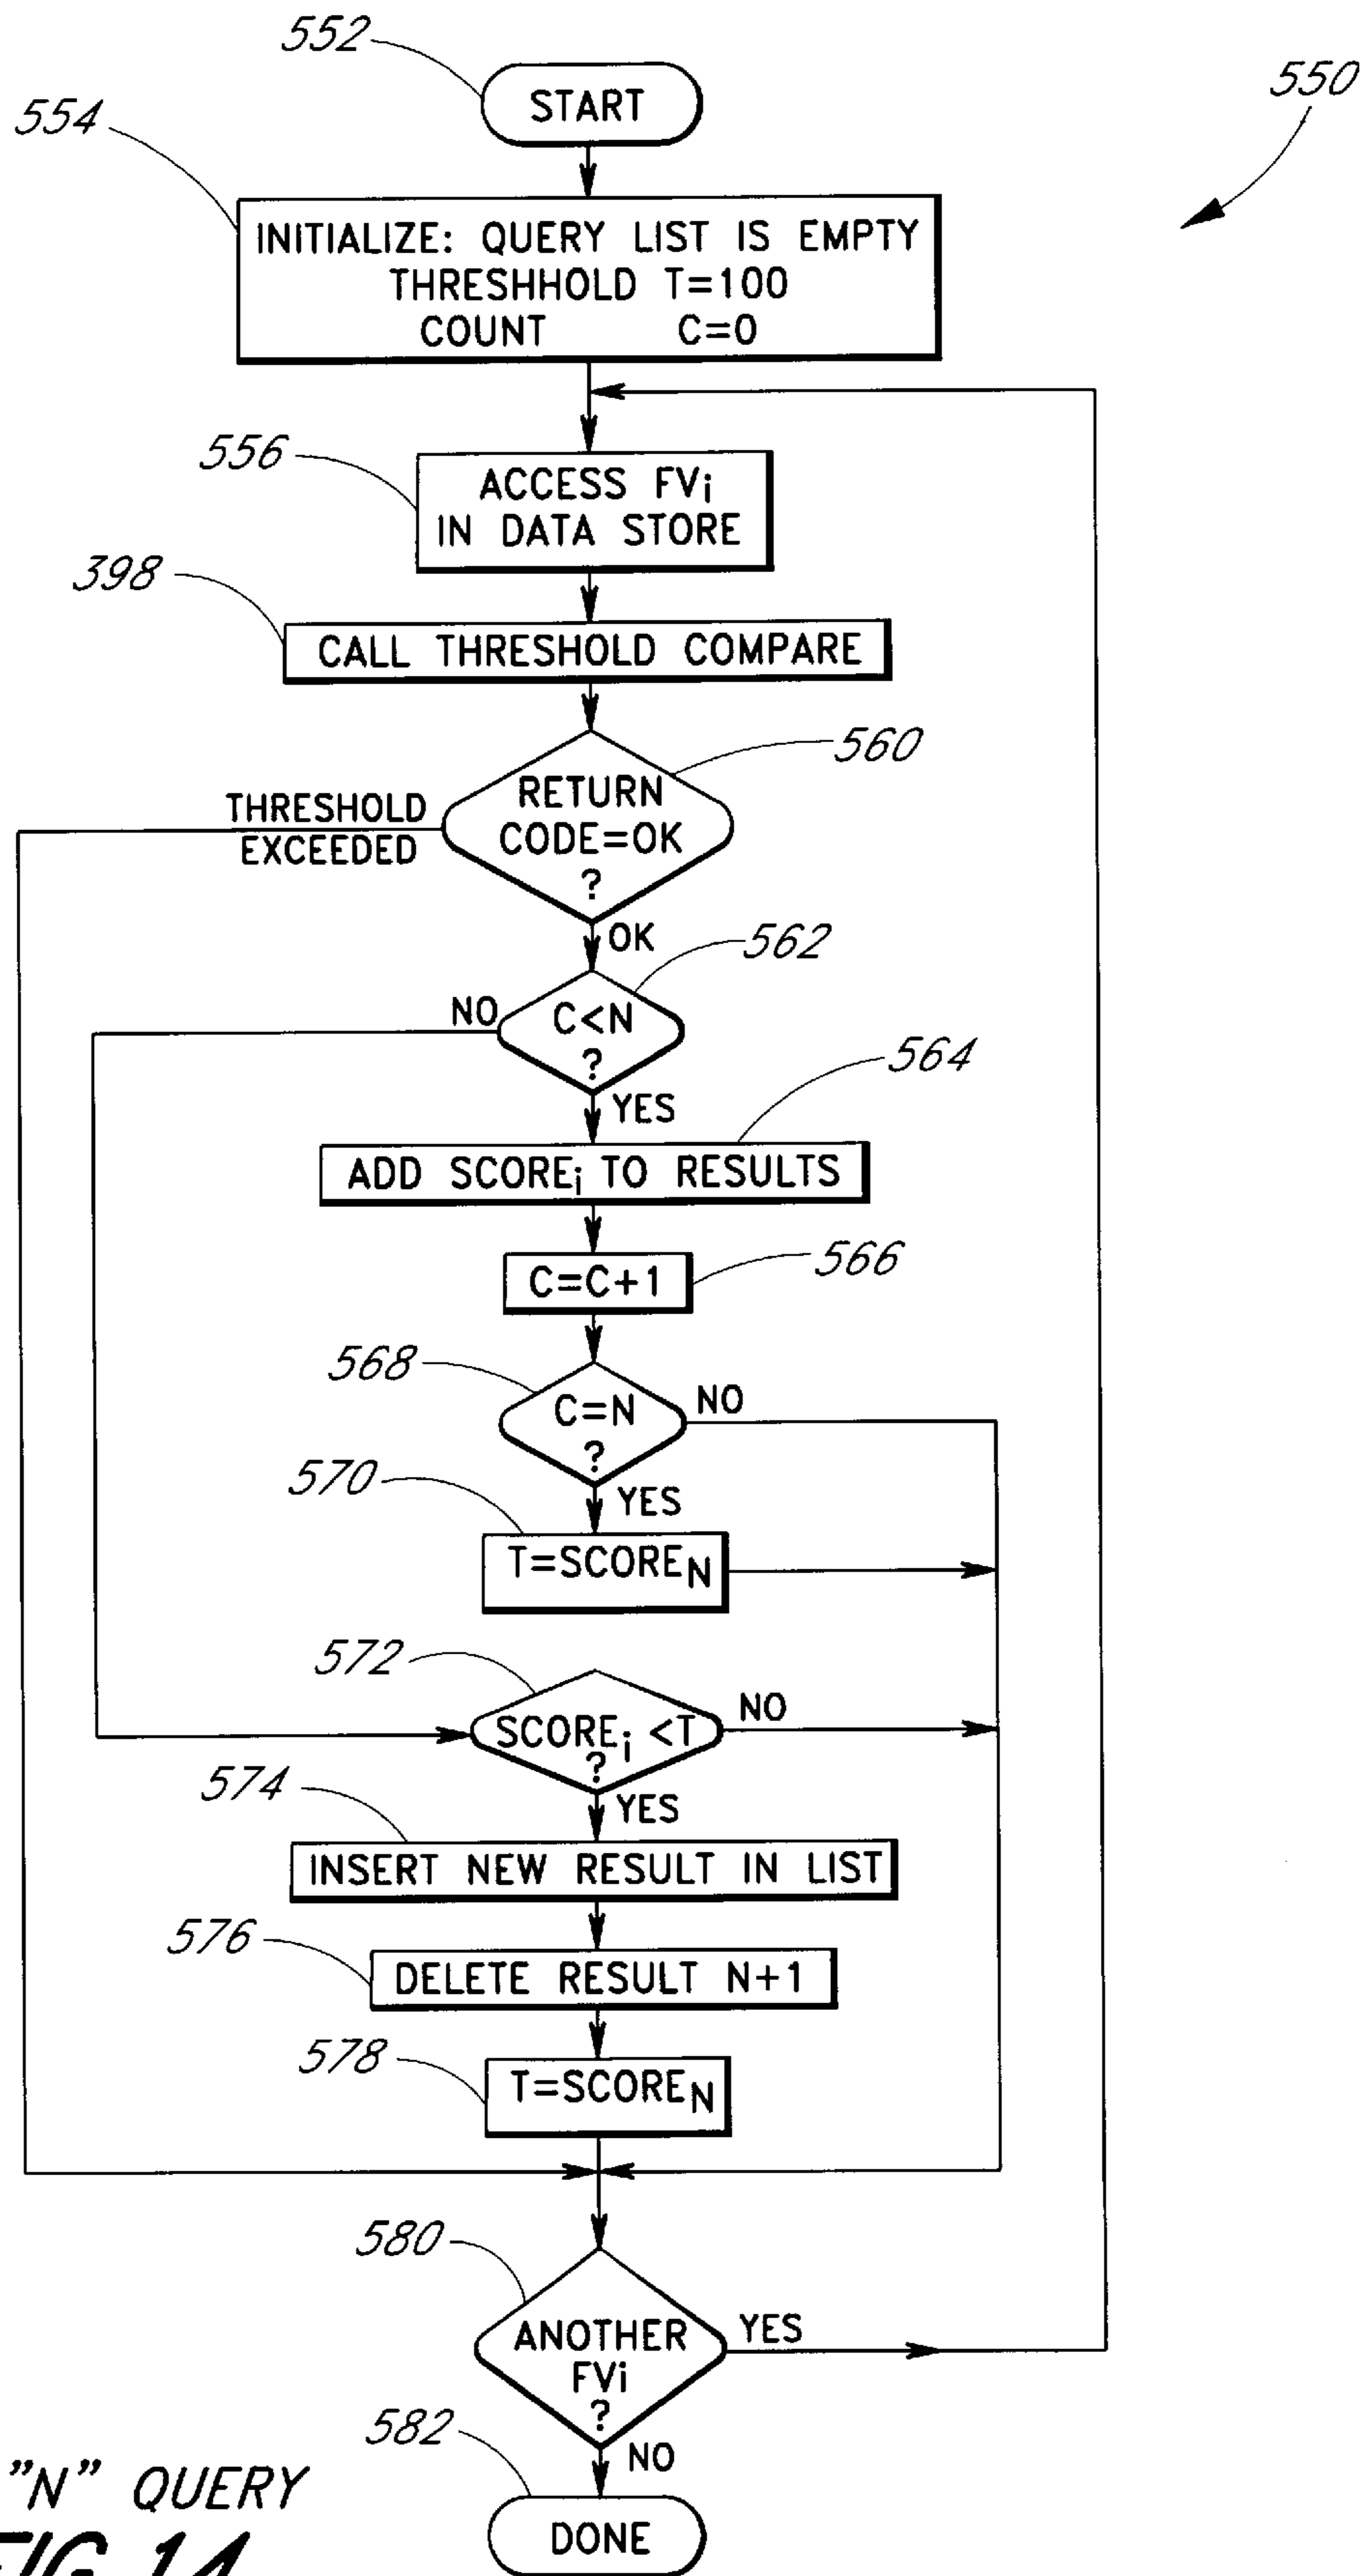 552
START
550
554
INITIALIZE: QUERY LIST IS EMPTY
THRESHHOLD T=100
COUNT C=0
556
ACCESS FVi
IN DATA STORE
398
CALL THRESHOLD COMPARE
560
RETURN
CODE=OK
?
THRESHOLD
EXCEEDED
OK
562
NO
C<N
?
YES
564
ADD SCOREi TO RESULTS
566
C=C+1
568
C=N
?
NO
570
YES
T=SCOREN
572
SCOREi <T
?
NO
574
YES
INSERT NEW RESULT IN LIST
576
DELETE RESULT N+1
578
T=SCOREN
580
ANOTHER
FVi
?
YES
582
NO
DONE
"N" QUERY
FIG. 14